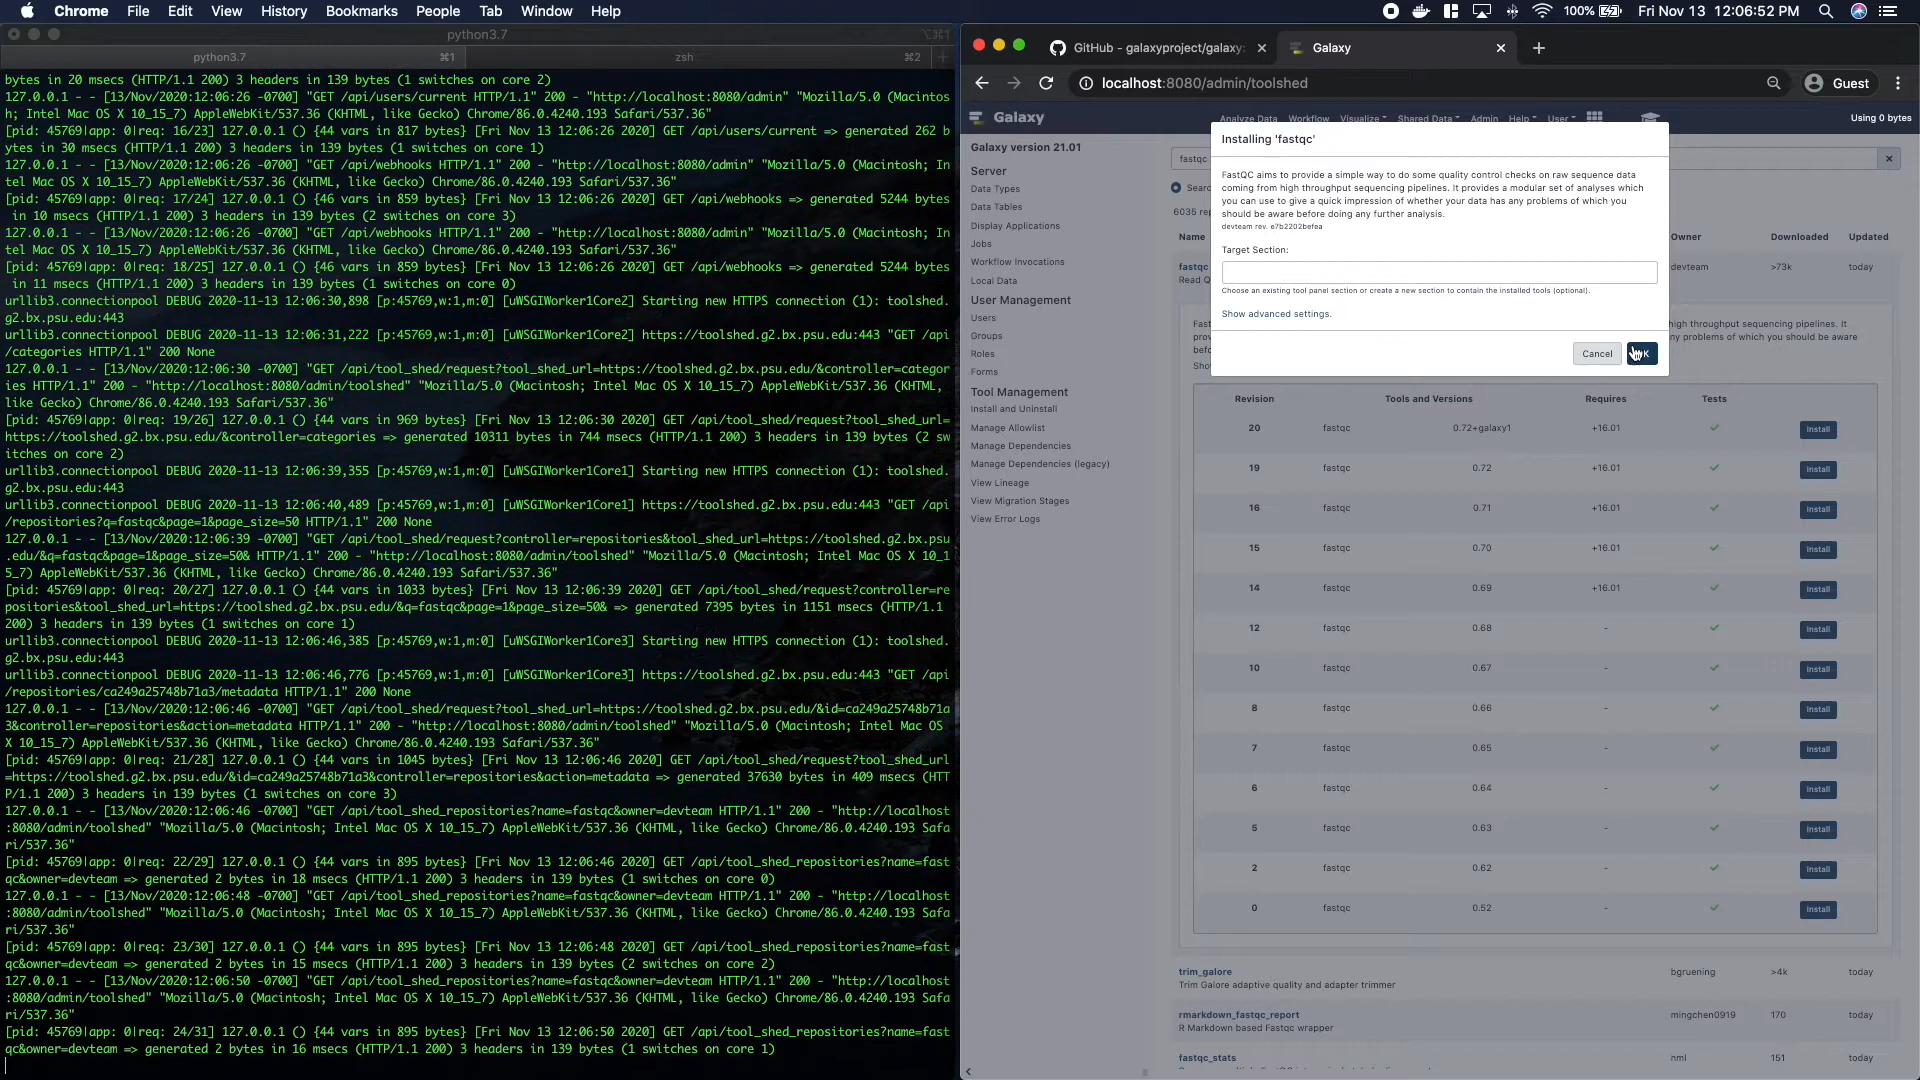 Chrome File Edit View History Bookmarks People Tab Window Help 100% Fri Nov 13 12:06:52 PM
python3.7 ⌥⌘1
python3.7 ⌘1 zsh ⌘2
bytes in 20 msecs (HTTP/1.1 200) 3 headers in 139 bytes (1 switches on core 2)
127.0.0.1 - - [13/Nov/2020:12:06:26 -0700] "GET /api/users/current HTTP/1.1" 200 - "http://localhost:8080/admin" "Mozilla/5.0 (Macintos
h; Intel Mac OS X 10_15_7) AppleWebKit/537.36 (KHTML, like Gecko) Chrome/86.0.4240.193 Safari/537.36"
[pid: 45769|app: 0|req: 16/23] 127.0.0.1 () {44 vars in 817 bytes} [Fri Nov 13 12:06:26 2020] GET /api/users/current => generated 262 b
ytes in 30 msecs (HTTP/1.1 200) 3 headers in 139 bytes (1 switches on core 1)
127.0.0.1 - - [13/Nov/2020:12:06:26 -0700] "GET /api/webhooks HTTP/1.1" 200 - "http://localhost:8080/admin" "Mozilla/5.0 (Macintosh; In
tel Mac OS X 10_15_7) AppleWebKit/537.36 (KHTML, like Gecko) Chrome/86.0.4240.193 Safari/537.36"
[pid: 45769|app: 0|req: 17/24] 127.0.0.1 () {46 vars in 859 bytes} [Fri Nov 13 12:06:26 2020] GET /api/webhooks => generated 5244 bytes
in 10 msecs (HTTP/1.1 200) 3 headers in 139 bytes (2 switches on core 3)
127.0.0.1 - - [13/Nov/2020:12:06:26 -0700] "GET /api/webhooks HTTP/1.1" 200 - "http://localhost:8080/admin" "Mozilla/5.0 (Macintosh; In
tel Mac OS X 10_15_7) AppleWebKit/537.36 (KHTML, like Gecko) Chrome/86.0.4240.193 Safari/537.36"
[pid: 45769|app: 0|req: 18/25] 127.0.0.1 () {46 vars in 859 bytes} [Fri Nov 13 12:06:26 2020] GET /api/webhooks => generated 5244 bytes
in 11 msecs (HTTP/1.1 200) 3 headers in 139 bytes (1 switches on core 0)
urllib3.connectionpool DEBUG 2020-11-13 12:06:30,898 [p:45769,w:1,m:0] [uWSGIWorker1Core2] Starting new HTTPS connection (1): toolshed.
g2.bx.psu.edu:443
urllib3.connectionpool DEBUG 2020-11-13 12:06:31,222 [p:45769,w:1,m:0] [uWSGIWorker1Core2] https://toolshed.g2.bx.psu.edu:443 "GET /api
/categories HTTP/1.1" 200 None
127.0.0.1 - - [13/Nov/2020:12:06:30 -0700] "GET /api/tool_shed/request?tool_shed_url=https://toolshed.g2.bx.psu.edu/&controller=categor
ies HTTP/1.1" 200 - "http://localhost:8080/admin/toolshed" "Mozilla/5.0 (Macintosh; Intel Mac OS X 10_15_7) AppleWebKit/537.36 (KHTML,
like Gecko) Chrome/86.0.4240.193 Safari/537.36"
[pid: 45769|app: 0|req: 19/26] 127.0.0.1 () {44 vars in 969 bytes} [Fri Nov 13 12:06:30 2020] GET /api/tool_shed/request?tool_shed_url=
https://toolshed.g2.bx.psu.edu/&controller=categories => generated 10311 bytes in 744 msecs (HTTP/1.1 200) 3 headers in 139 bytes (2 sw
itches on core 2)
urllib3.connectionpool DEBUG 2020-11-13 12:06:39,355 [p:45769,w:1,m:0] [uWSGIWorker1Core1] Starting new HTTPS connection (1): toolshed.
g2.bx.psu.edu:443
urllib3.connectionpool DEBUG 2020-11-13 12:06:40,489 [p:45769,w:1,m:0] [uWSGIWorker1Core1] https://toolshed.g2.bx.psu.edu:443 "GET /api
/repositories?q=fastqc&page=1&page_size=50 HTTP/1.1" 200 None
127.0.0.1 - - [13/Nov/2020:12:06:39 -0700] "GET /api/tool_shed/request?controller=repositories&tool_shed_url=https://toolshed.g2.bx.psu
.edu/&q=fastqc&page=1&page_size=50& HTTP/1.1" 200 - "http://localhost:8080/admin/toolshed" "Mozilla/5.0 (Macintosh; Intel Mac OS X 10_1
5_7) AppleWebKit/537.36 (KHTML, like Gecko) Chrome/86.0.4240.193 Safari/537.36"
[pid: 45769|app: 0|req: 20/27] 127.0.0.1 () {44 vars in 1033 bytes} [Fri Nov 13 12:06:39 2020] GET /api/tool_shed/request?controller=re
positories&tool_shed_url=https://toolshed.g2.bx.psu.edu/&q=fastqc&page=1&page_size=50& => generated 7395 bytes in 1151 msecs (HTTP/1.1
200) 3 headers in 139 bytes (1 switches on core 1)
urllib3.connectionpool DEBUG 2020-11-13 12:06:46,385 [p:45769,w:1,m:0] [uWSGIWorker1Core3] Starting new HTTPS connection (1): toolshed.
g2.bx.psu.edu:443
urllib3.connectionpool DEBUG 2020-11-13 12:06:46,776 [p:45769,w:1,m:0] [uWSGIWorker1Core3] https://toolshed.g2.bx.psu.edu:443 "GET /api
/repositories/ca249a25748b71a3/metadata HTTP/1.1" 200 None
127.0.0.1 - - [13/Nov/2020:12:06:46 -0700] "GET /api/tool_shed/request?tool_shed_url=https://toolshed.g2.bx.psu.edu/&id=ca249a25748b71a
3&controller=repositories&action=metadata HTTP/1.1" 200 - "http://localhost:8080/admin/toolshed" "Mozilla/5.0 (Macintosh; Intel Mac OS
X 10_15_7) AppleWebKit/537.36 (KHTML, like Gecko) Chrome/86.0.4240.193 Safari/537.36"
[pid: 45769|app: 0|req: 21/28] 127.0.0.1 () {44 vars in 1045 bytes} [Fri Nov 13 12:06:46 2020] GET /api/tool_shed/request?tool_shed_url
=https://toolshed.g2.bx.psu.edu/&id=ca249a25748b71a3&controller=repositories&action=metadata => generated 37630 bytes in 409 msecs (HTT
P/1.1 200) 3 headers in 139 bytes (1 switches on core 3)
127.0.0.1 - - [13/Nov/2020:12:06:46 -0700] "GET /api/tool_shed_repositories?name=fastqc&owner=devteam HTTP/1.1" 200 - "http://localhost
:8080/admin/toolshed" "Mozilla/5.0 (Macintosh; Intel Mac OS X 10_15_7) AppleWebKit/537.36 (KHTML, like Gecko) Chrome/86.0.4240.193 Safa
ri/537.36"
[pid: 45769|app: 0|req: 22/29] 127.0.0.1 () {44 vars in 895 bytes} [Fri Nov 13 12:06:46 2020] GET /api/tool_shed_repositories?name=fast
qc&owner=devteam => generated 2 bytes in 18 msecs (HTTP/1.1 200) 3 headers in 139 bytes (1 switches on core 0)
127.0.0.1 - - [13/Nov/2020:12:06:48 -0700] "GET /api/tool_shed_repositories?name=fastqc&owner=devteam HTTP/1.1" 200 - "http://localhost
:8080/admin/toolshed" "Mozilla/5.0 (Macintosh; Intel Mac OS X 10_15_7) AppleWebKit/537.36 (KHTML, like Gecko) Chrome/86.0.4240.193 Safa
ri/537.36"
[pid: 45769|app: 0|req: 23/30] 127.0.0.1 () {44 vars in 895 bytes} [Fri Nov 13 12:06:48 2020] GET /api/tool_shed_repositories?name=fast
qc&owner=devteam => generated 2 bytes in 15 msecs (HTTP/1.1 200) 3 headers in 139 bytes (2 switches on core 2)
127.0.0.1 - - [13/Nov/2020:12:06:50 -0700] "GET /api/tool_shed_repositories?name=fastqc&owner=devteam HTTP/1.1" 200 - "http://localhost
:8080/admin/toolshed" "Mozilla/5.0 (Macintosh; Intel Mac OS X 10_15_7) AppleWebKit/537.36 (KHTML, like Gecko) Chrome/86.0.4240.193 Safa
ri/537.36"
[pid: 45769|app: 0|req: 24/31] 127.0.0.1 () {44 vars in 895 bytes} [Fri Nov 13 12:06:50 2020] GET /api/tool_shed_repositories?name=fast
qc&owner=devteam => generated 2 bytes in 16 msecs (HTTP/1.1 200) 3 headers in 139 bytes (1 switches on core 1)
GitHub - galaxyproject/galaxy: Galaxy
localhost:8080/admin/toolshed Guest
Galaxy Analyze Data Workflow Visualize Shared Data Admin Help User Using 0 bytes
Galaxy version 21.01
Server
Data Types
Data Tables
Display Applications
Jobs
Workflow Invocations
Local Data
User Management
Users
Groups
Roles
Forms
Tool Management
Install and Uninstall
Manage Allowlist
Manage Dependencies
Manage Dependencies (legacy)
View Lineage
View Migration Stages
View Error Logs
Installing 'fastqc'
FastQC aims to provide a simple way to do some quality control checks on raw sequence data
coming from high throughput sequencing pipelines. It provides a modular set of analyses which
you can use to give a quick impression of whether your data has any problems of which you
should be aware before doing any further analysis.
devteam rev. e7b2202befea
Target Section:
Choose an existing tool panel section or create a new section to contain the installed tools (optional).
Show advanced settings.
Cancel
fastqc
Searc
6035 rep
Name Owner Downloaded Updated
fastqc devteam >73k today
Read Q
Fast high throughput sequencing pipelines. It
prov ny problems of which you should be aware
befo
Sho
Revision Tools and Versions Requires Tests
20 fastqc 0.72+galaxy1 +16.01 Install
19 fastqc 0.72 +16.01 Install
16 fastqc 0.71 +16.01 Install
15 fastqc 0.70 +16.01 Install
14 fastqc 0.69 +16.01 Install
12 fastqc 0.68 - Install
10 fastqc 0.67 - Install
8 fastqc 0.66 - Install
7 fastqc 0.65 - Install
6 fastqc 0.64 - Install
5 fastqc 0.63 - Install
2 fastqc 0.62 - Install
0 fastqc 0.52 - Install
trim_galore bgruening >4k today
Trim Galore adaptive quality and adapter trimmer
rmarkdown_fastqc_report mingchen0919 170 today
R Markdown based Fastqc wrapper
fastqc_stats nml 151 today